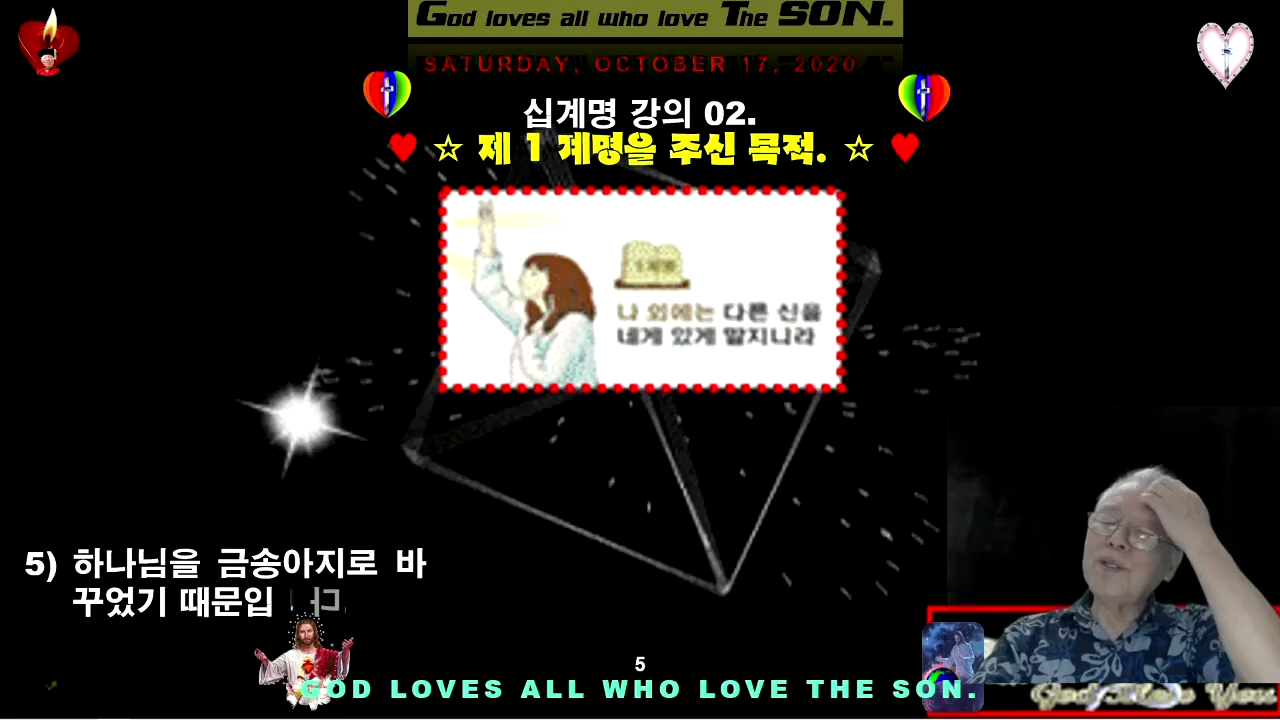 God loves all who love The SON.
SATURDAY, OCTOBER 17, 2020
십계명 강의 02.
☆ 제 1 계명을 주신 목적. ☆
나 외에는 다른 신을
네게 있게 말지니라
5) 하나님을 금송아지로 바
꾸었기 때문입
5
GOD LOVES ALL WHO LOVE THE SON.
God You